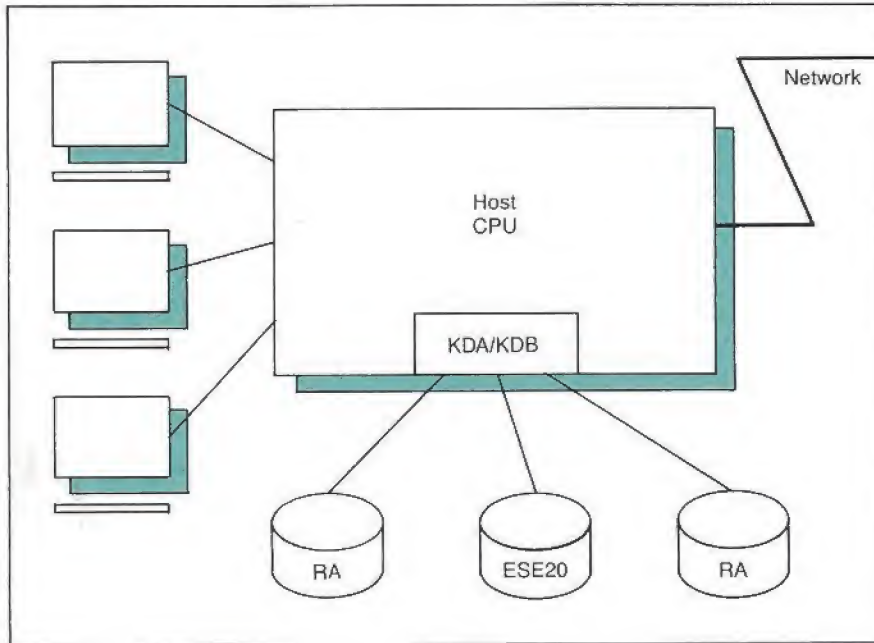 Network
Host
CPU
KDA/KDB
RA
ESE20
RA